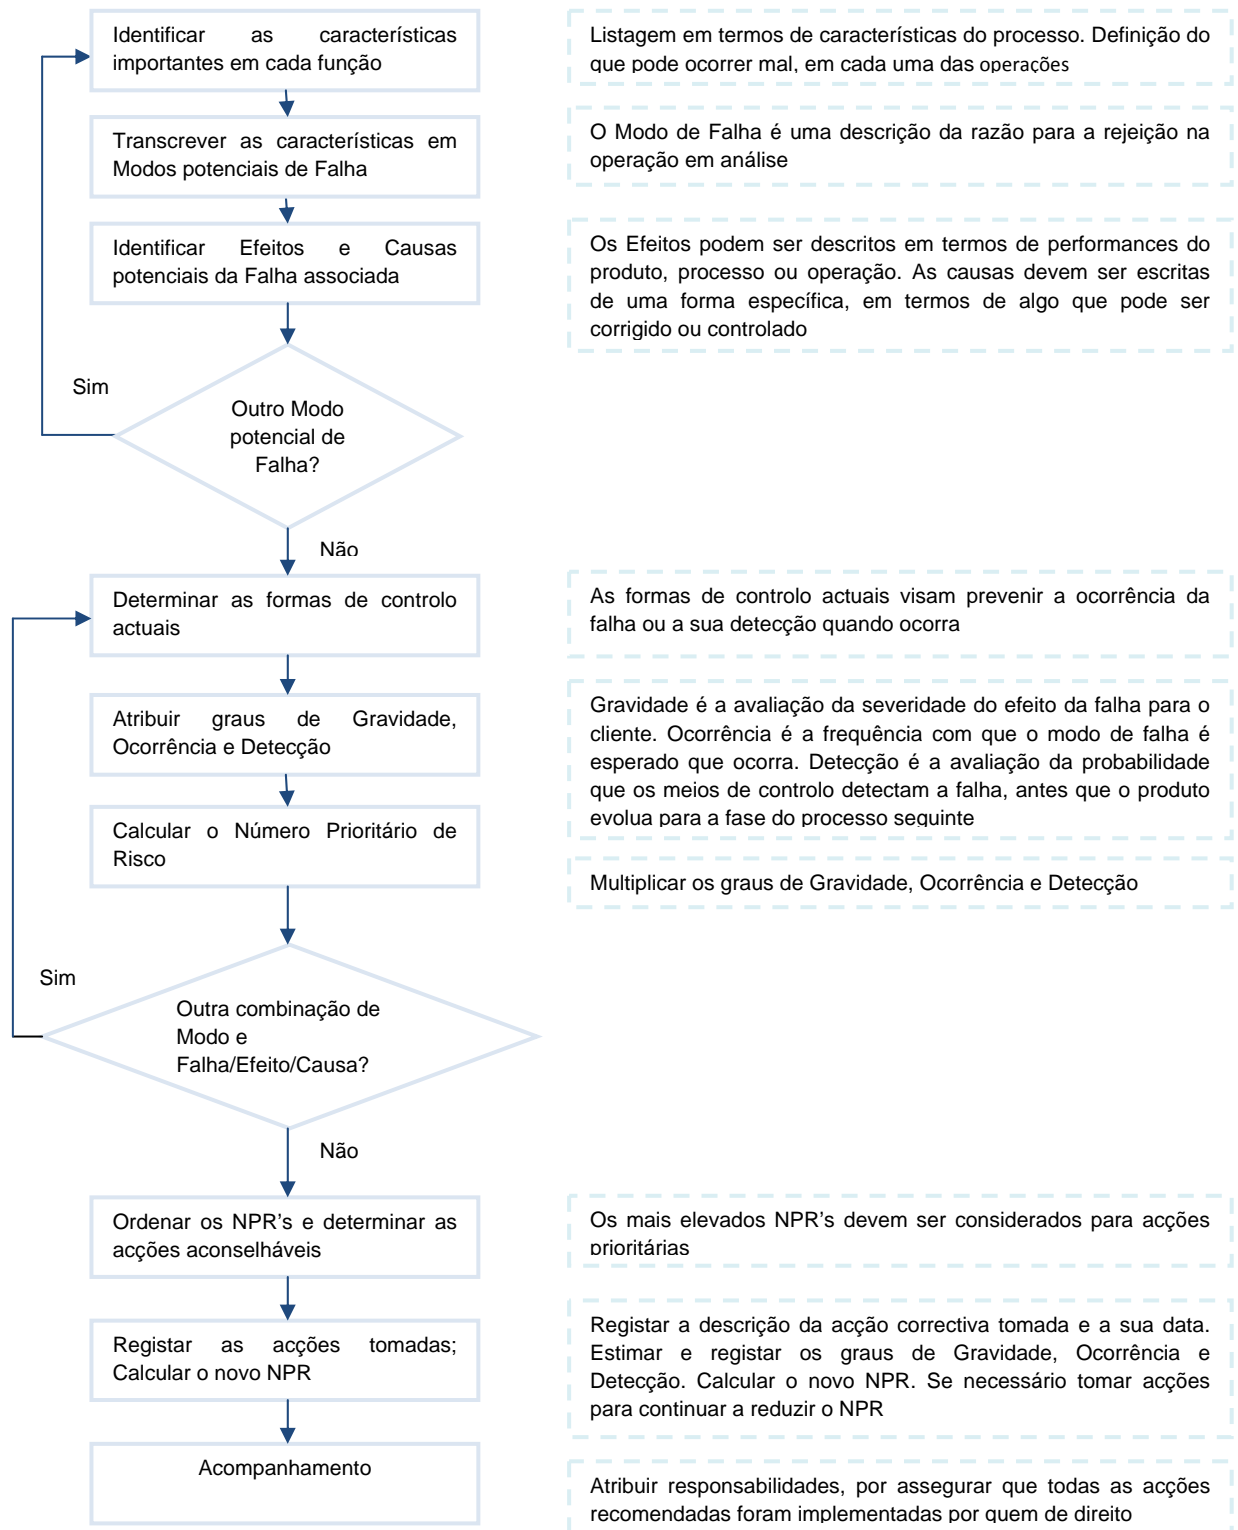 Identificar as características
importantes em cada função
Listagem em termos de características do processo. Definição do
que pode ocorrer mal, em cada uma das operações
Transcrever as características em
Modos potenciais de Falha
O Modo de Falha é uma descrição da razão para a rejeição na
operação em análise
Identificar Efeitos e Causas
potenciais da Falha associada
Os Efeitos podem ser descritos em termos de performances do
produto, processo ou operação. As causas devem ser escritas
de uma forma específica, em termos de algo que pode ser
corrigido ou controlado
Sim
Outro Modo
potencial de
Falha?
Não
Determinar as formas de controlo
actuais
As formas de controlo actuais visam prevenir a ocorrência da
falha ou a sua detecção quando ocorra
Atribuir graus de Gravidade,
Ocorrência e Detecção
Gravidade é a avaliação da severidade do efeito da falha para o
cliente. Ocorrência é a frequência com que o modo de falha é
esperado que ocorra. Detecção é a avaliação da probabilidade
que os meios de controlo detectam a falha, antes que o produto
evolua para a fase do processo seguinte
Calcular o Número Prioritário de
Risco
Multiplicar os graus de Gravidade, Ocorrência e Detecção
Sim
Outra combinação de
Modo e
Falha/Efeito/Causa?
Não
Ordenar os NPR's e determinar as
acções aconselháveis
Os mais elevados NPR's devem ser considerados para acções
prioritárias
Registar as acções tomadas;
Calcular o novo NPR
Registar a descrição da acção correctiva tomada e a sua data.
Estimar e registar os graus de Gravidade, Ocorrência e
Detecção. Calcular o novo NPR. Se necessário tomar acções
para continuar a reduzir o NPR
Acompanhamento
Atribuir responsabilidades, por assegurar que todas as acções
recomendadas foram implementadas por quem de direito